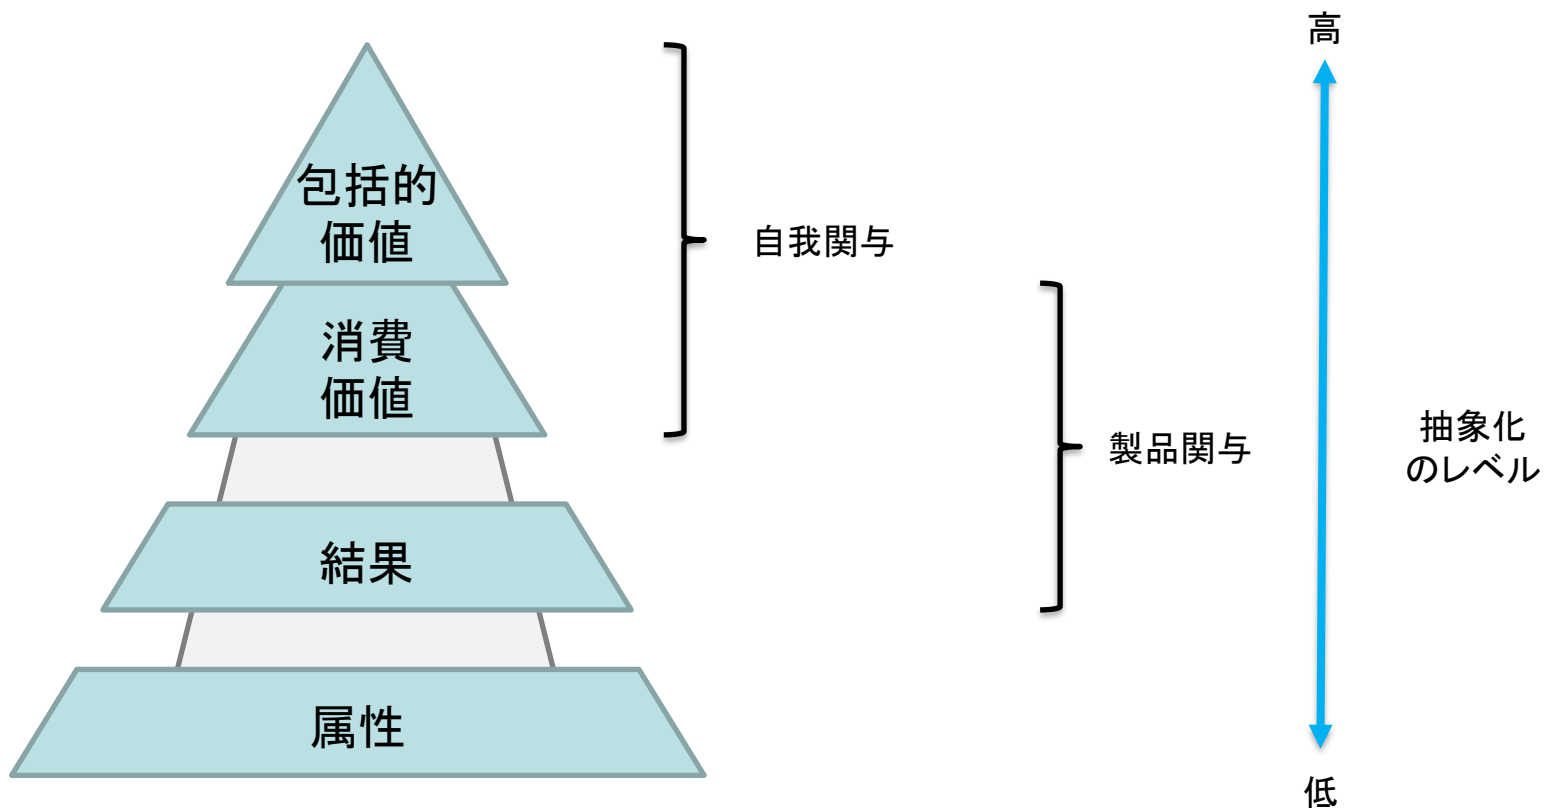 高
包括的
価値
自我関与
消費
価値
製品関与
抽象化
のレベル
結果
属性
低